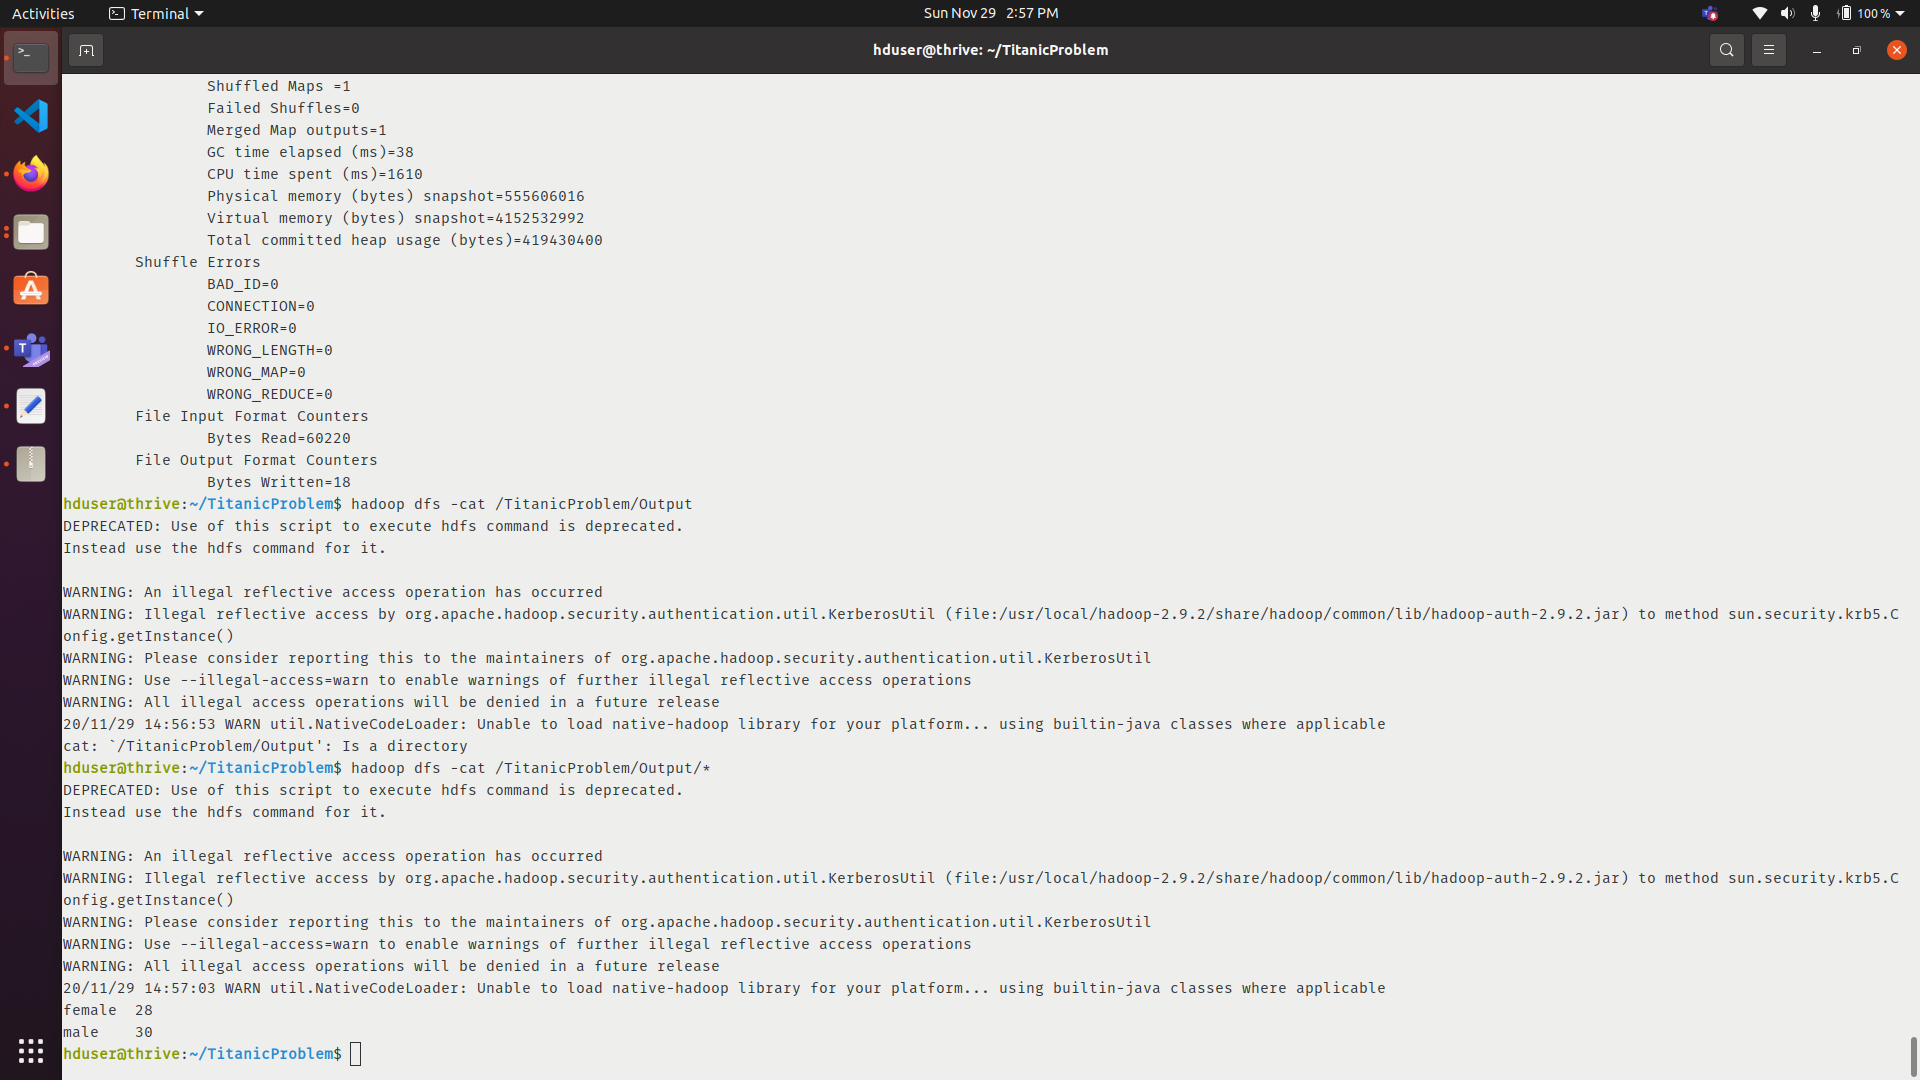 Activities
Terminal
Sun Nov 29 2:57 PM
100 %
hduser@thrive: ~/TitanicProblem
Shuffled Maps =1
Failed Shuffles=0
Merged Map outputs=1
GC time elapsed (ms)=38
CPU time spent (ms)=1610
Physical memory (bytes) snapshot=555606016
Virtual memory (bytes) snapshot=4152532992
Total committed heap usage (bytes)=419430400
Shuffle Errors
BAD_ID=0
CONNECTION=0
IO_ERROR=0
WRONG_LENGTH=0
WRONG_MAP=0
WRONG_REDUCE=0
File Input Format Counters
Bytes Read=60220
File Output Format Counters
Bytes Written=18
hduser@thrive:~/TitanicProblem$ hadoop dfs -cat /TitanicProblem/Output
DEPRECATED: Use of this script to execute hdfs command is deprecated.
Instead use the hdfs command for it.
WARNING: An illegal reflective access operation has occurred
WARNING: Illegal reflective access by org.apache.hadoop.security.authentication.util.KerberosUtil (file:/usr/local/hadoop-2.9.2/share/hadoop/common/lib/hadoop-auth-2.9.2.jar) to method sun.security.krb5.C
onfig.getInstance()
WARNING: Please consider reporting this to the maintainers of org.apache.hadoop.security.authentication.util.KerberosUtil
WARNING: Use --illegal-access=warn to enable warnings of further illegal reflective access operations
WARNING: All illegal access operations will be denied in a future release
20/11/29 14:56:53 WARN util.NativeCodeLoader: Unable to load native-hadoop library for your platform... using builtin-java classes where applicable
cat: `/TitanicProblem/Output': Is a directory
hduser@thrive:~/TitanicProblem$ hadoop dfs -cat /TitanicProblem/Output/*
DEPRECATED: Use of this script to execute hdfs command is deprecated.
Instead use the hdfs command for it.
WARNING: An illegal reflective access operation has occurred
WARNING: Illegal reflective access by org.apache.hadoop.security.authentication.util.KerberosUtil (file:/usr/local/hadoop-2.9.2/share/hadoop/common/lib/hadoop-auth-2.9.2.jar) to method sun.security.krb5.C
onfig.getInstance()
WARNING: Please consider reporting this to the maintainers of org.apache.hadoop.security.authentication.util.KerberosUtil
WARNING: Use --illegal-access=warn to enable warnings of further illegal reflective access operations
WARNING: All illegal access operations will be denied in a future release
20/11/29 14:57:03 WARN util.NativeCodeLoader: Unable to load native-hadoop library for your platform... using builtin-java classes where applicable
female 28
male 30
hduser@thrive:~/TitanicProblem$